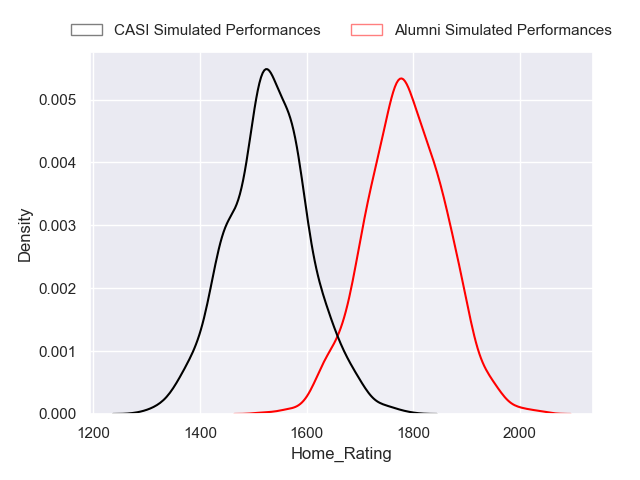 CASI Simulated Performances Alumni Simulated Performances
0.005
0.004
0.003
0.002
0.001
0.000
Density
1200 1400 1600 1800 2000
Home_Rating